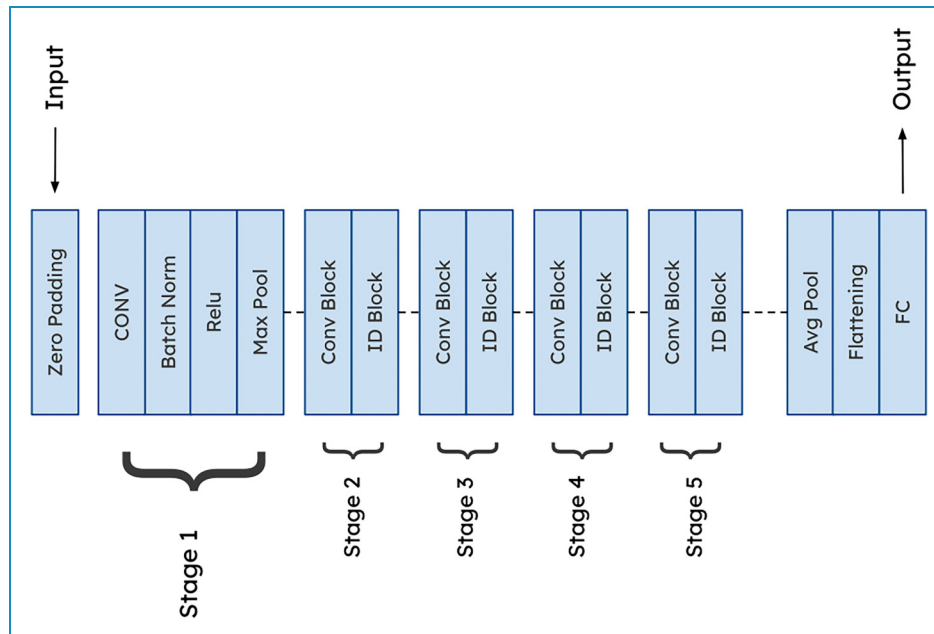 Input
Output
Zero Padding
CONV
Batch Norm
Relu
Max Pool
Conv Block
ID Block
Conv Block
ID Block
Conv Block
ID Block
Conv Block
ID Block
Avg Pool
Flattening
FC
Stage 1
Stage 2
Stage 3
Stage 4
Stage 5